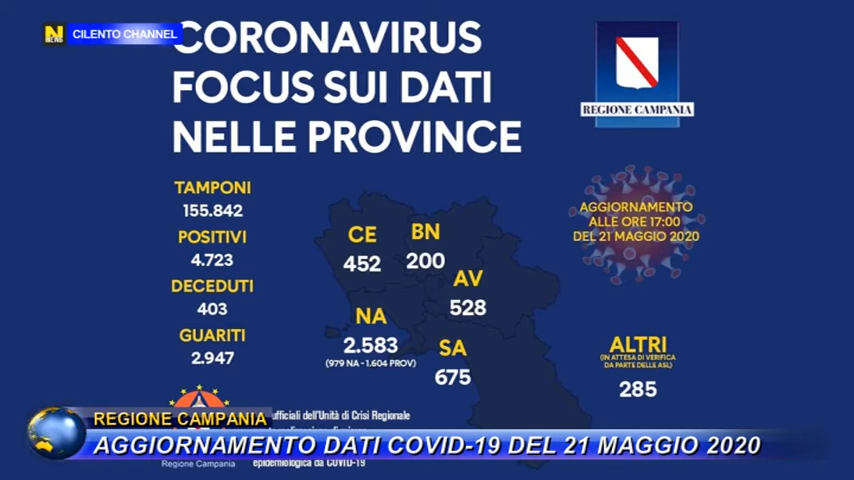 N
NEWS
CILENTO CHANNEL
CORONAVIRUS
FOCUS SUI DATI
NELLE PROVINCE
REGIONE CAMPANIA
TAMPONI
155.842
POSITIVI
4.723
DECEDUTI
403
GUARITI
2.947
CE
452
BN
200
AV
528
NA
2.583
(979 NA - 1.604 PROV)
SA
675
AGGIORNAMENTO
ALLE ORE 17:00
DEL 21 MAGGIO 2020
ALTRI
(IN ATTESA DI VERIFICA
DA PARTE DELLE ASL)
285
ufficiali dell'Unità di Crisi Regionale
REGIONE CAMPANIA
AGGIORNAMENTO DATI COVID-19 DEL 21 MAGGIO 2020
Regione Campania
epidemiologica da COVID-19